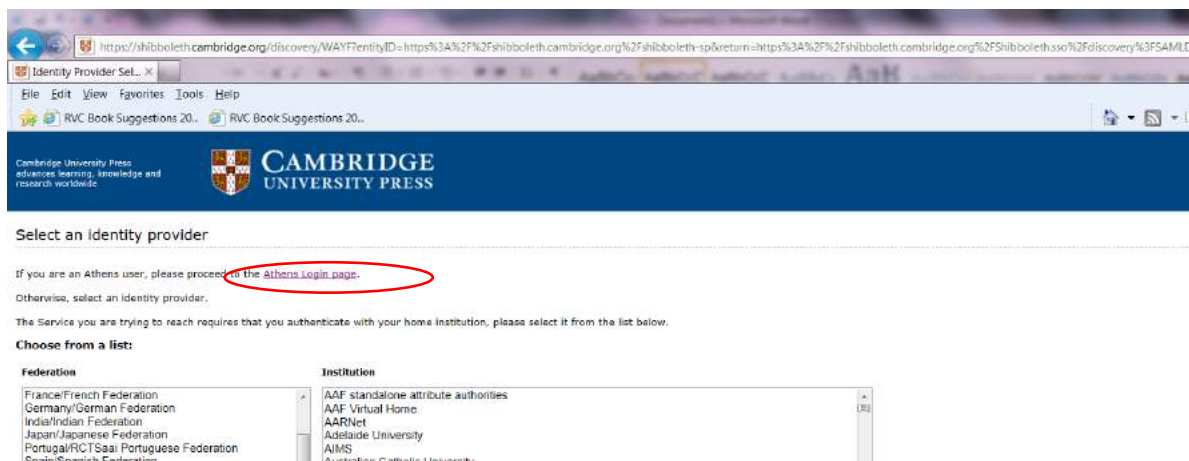 https://shibboleth.cambridge.org/discovery/WAYF?entityID=https%3A%2F%2Fshibboleth.cambridge.org%2Fshibboleth-sp&return=https%3A%2F%2Fshibboleth.cambridge.org%2FShibboleth.sso%2Fdiscovery%3FSAMLD
Identity Provider Sel... ×
File Edit View Favorites Tools Help
RVC Book Suggestions 20... RVC Book Suggestions 20...
Cambridge University Press
advances learning, knowledge and
research worldwide
CAMBRIDGE
UNIVERSITY PRESS
Select an identity provider
If you are an Athens user, please proceed to the Athens Login page.
Otherwise, select an identity provider.
The Service you are trying to reach requires that you authenticate with your home institution, please select it from the list below.
Choose from a list:
Federation Institution
France/French Federation AAF standalone attribute authorities
Germany/German Federation AAF Virtual Home
India/Indian Federation AARNet
Japan/Japanese Federation Adelaide University
Portugal/RCTSaai Portuguese Federation AIMS
Spain/Spanish Federation Australian Catholic University